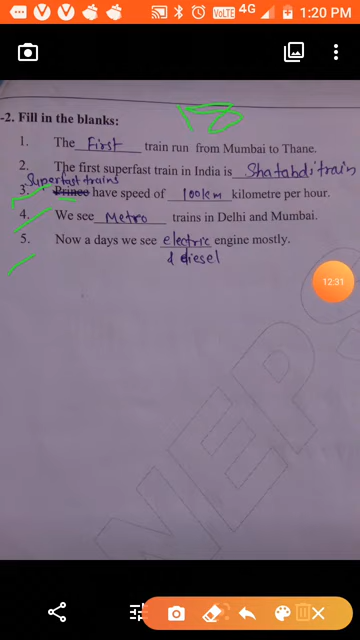 VoLTE 4G 1:20 PM
-2. Fill in the blanks:
1. The First train run from Mumbai to Thane.
2. The first superfast train in India is Shatabdi train
Superfast trains
3. Prince have speed of 100km kilometre per hour.
4. We see Metro trains in Delhi and Mumbai.
5. Now a days we see electric engine mostly.
& diesel
12:31
NEPS